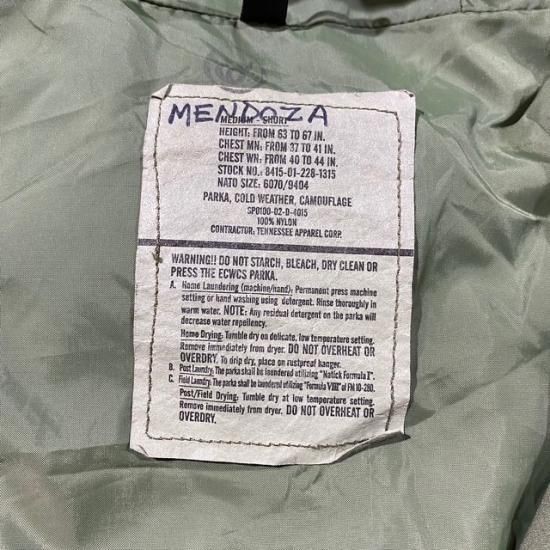 MENDOZA
MEDIUM - SHORT
HEIGHT: FROM 63 TO 67 IN.
CHEST MN: FROM 37 TO 41 IN.
CHEST WN: FROM 40 TO 44 IN.
STOCK NO.: 8415-01-228-1315
NATO SIZE: 6070/9404
PARKA, COLD WEATHER, CAMOUFLAGE
SPO100-02-D-4015
100% NYLON
CONTRACTOR: TENNESSEE APPAREL CORP.
WARNING!! DO NOT STARCH, BLEACH, DRY CLEAN OR
PRESS THE ECWCS PARKA.
A. Home Laundering (machine/hand): Permanent press machine
setting or hand washing using detergent. Rinse thoroughly in
warm water. NOTE: Any residual detergent on the parka will
decrease water repellency.
Home Drying: Tumble dry on delicate, low temperature setting.
Remove immediately from dryer. DO NOT OVERHEAT OR
OVERDRY. To drip dry, place on rustproof hanger.
B. Post Laundry: The parka shall be laundered utilizing "Natick Formula I".
C. Field Laundry: The parka shall be laundered utilizing "Formula VIII" of FM 10-280.
Post/Field Drying: Tumble dry at low temperature setting.
Remove immediately from dryer. DO NOT OVERHEAT OR
OVERDRY.